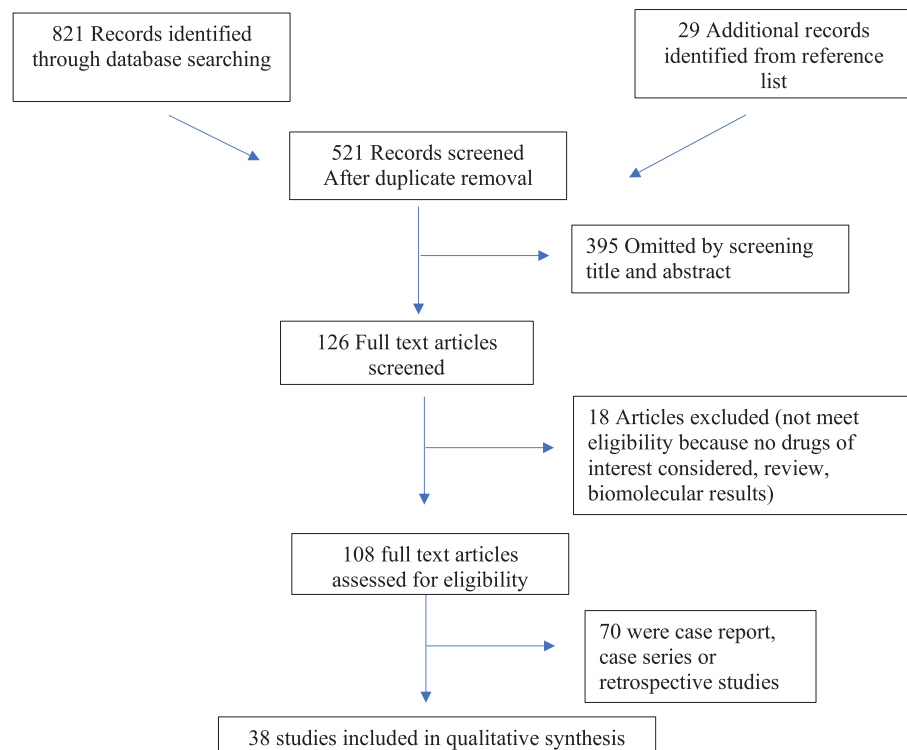 821 Records identified
through database searching
29 Additional records
identified from reference
list
521 Records screened
After duplicate removal
395 Omitted by screening
title and abstract
126 Full text articles
screened
18 Articles excluded (not meet
eligibility because no drugs of
interest considered, review,
biomolecular results)
108 full text articles
assessed for eligibility
70 were case report,
case series or
retrospective studies
38 studies included in qualitative synthesis